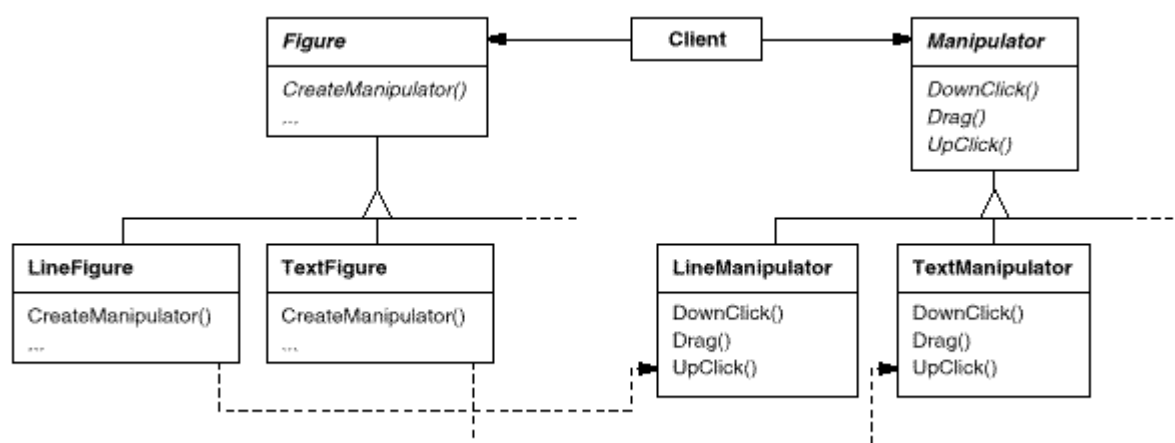 Figure
CreateManipulator()
...
Client
Manipulator
DownClick()
Drag()
UpClick()
LineFigure
CreateManipulator()
...
TextFigure
CreateManipulator()
...
LineManipulator
DownClick()
Drag()
UpClick()
TextManipulator
DownClick()
Drag()
UpClick()